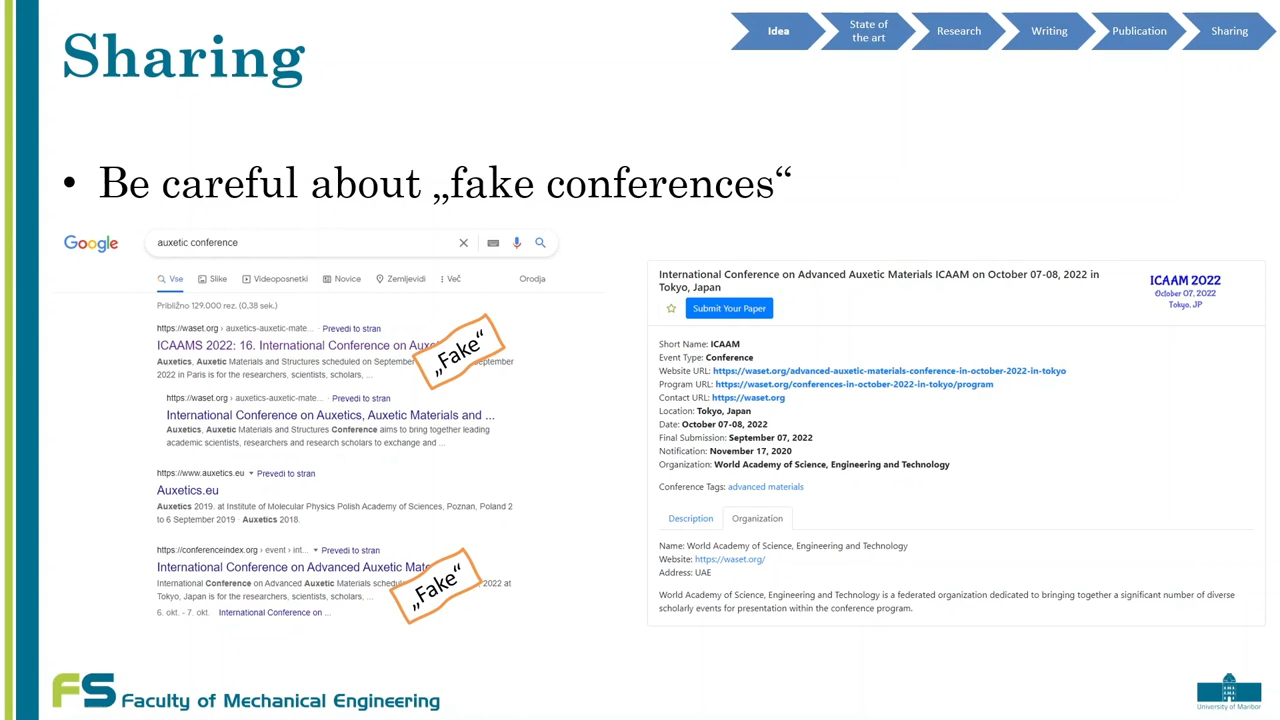 Sharing
Idea
State of
the art
Research
Writing
Publication
Sharing
• Be careful about „fake conferences“
Google
auxetic conference
Vse
Slike
Videoposnetki
Novice
Zemljevidi
Več
Orodja
Približno 129.000 rez. (0,38 sek.)
https://waset.org › auxetics-auxetic-mate... · Prevedi to stran
ICAAMS 2022: 16. International Conference on
Auxetics, Auxetic Materials and Structures scheduled on September
2022 in Paris is for the researchers, scientists, scholars, ...
„Fake“
https://waset.org › auxetics-auxetic-mate... · Prevedi to stran
International Conference on Auxetics, Auxetic Materials and ...
Auxetics, Auxetic Materials and Structures Conference aims to bring together leading
academic scientists, researchers and research scholars to exchange and ...
https://www.auxetics.eu ▾ Prevedi to stran
Auxetics.eu
Auxetics 2019. at Institute of Molecular Physics Polish Academy of Sciences, Poznan, Poland 2
to 6 September 2019 · Auxetics 2018.
https://conferenceindex.org › event › int... ▾ Prevedi to stran
International Conference on Advanced Auxetic
International Conference on Advanced Auxetic Materials 2022 at
Tokyo, Japan is for the researchers, scientists, scholars, ...
6. okt. - 7. okt. International Conference on ...
„Fake“
International Conference on Advanced Auxetic Materials ICAAM on October 07-08, 2022 in
Tokyo, Japan
Submit Your Paper
ICAAM 2022
October 07, 2022
Tokyo, JP
Short Name: ICAAM
Event Type: Conference
Website URL: https://waset.org/advanced-auxetic-materials-conference-in-october-2022-in-tokyo
Program URL: https://waset.org/conferences-in-october-2022-in-tokyo/program
Contact URL: https://waset.org
Location: Tokyo, Japan
Date: October 07-08, 2022
Final Submission: September 07, 2022
Notification: November 17, 2020
Organization: World Academy of Science, Engineering and Technology
Conference Tags: advanced materials
Description
Organization
Name: World Academy of Science, Engineering and Technology
Website: https://waset.org/
Address: UAE
World Academy of Science, Engineering and Technology is a federated organization dedicated to bringing together a significant number of diverse
scholarly events for presentation within the conference program.
FS Faculty of Mechanical Engineering
University of Maribor